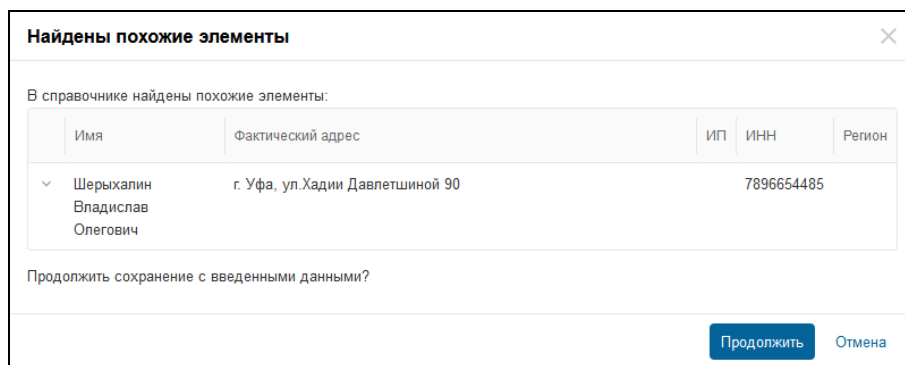 Найдены похожие элементы
В справочнике найдены похожие элементы:
Имя Фактический адрес ИП ИНН Регион
Шерыхалин г. Уфа, ул.Хадии Давлетшиной 90 7896654485
Владислав
Олегович
Продолжить сохранение с введенными данными?
Продолжить Отмена